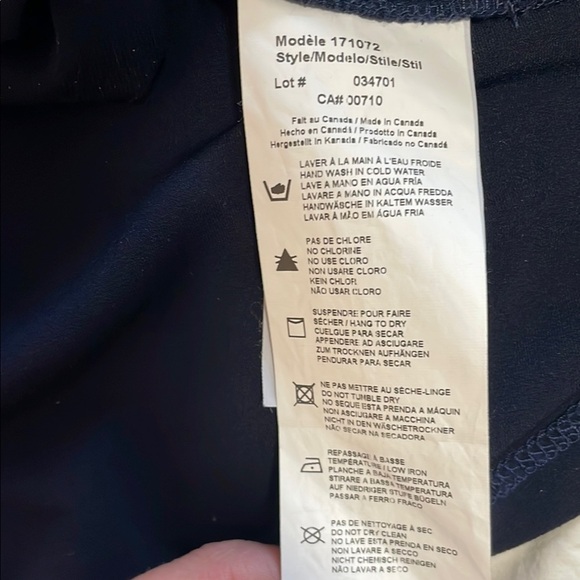 Modèle 171072
Style/Modelo/Stile/Stil
Lot # 034701
CA# 00710
Fait au Canada / Made in Canada
Hecho en Canadá / Prodotto in Canada
Hergestellt in Kanada / Fabricado no Canadá
LAVER À LA MAIN À L'EAU FROIDE
HAND WASH IN COLD WATER
LAVE A MANO EN AGUA FRÍA
LAVARE A MANO IN ACQUA FREDDA
HANDWÄSCHE IN KALTEM WASSER
LAVAR À MÃO EM ÁGUA FRIA
PAS DE CHLORE
NO CHLORINE
NO USE CLORO
NON USARE CLORO
KEIN CHLOR
NÃO USAR CLORO
SUSPENDRE POUR FAIRE
SÉCHER / HANG TO DRY
CUELGUE PARA SECAR
APPENDERE AD ASCIUGARE
ZUM TROCKNEN AUFHÄNGEN
PENDURAR PARA SECAR
NE PAS METTRE AU SÈCHE-LINGE
DO NOT TUMBLE DRY
NO SEQUE ESTA PRENDA A MÁQUIN
NON ASCIUGARE A MACCHINA
NICHT IN DEN WÄSCHETROCKNER
NÃO SECAR NA SECADORA
REPASSAGE À BASSE
TEMPÉRATURE / LOW IRON
PLANCHE A BAJA TEMPERATURA
STIRARE A BASSA TEMPERATURA
AUF NIEDRIGER STUFE BÜGELN
PASSAR A FERRO FRACO
PAS DE NETTOYAGE À SEC
DO NOT DRY CLEAN
NO LAVE ESTA PRENDA EN SECO
NON LAVARE A SECCO
NICHT CHEMISCH REINIGEN
NÃO LAVAR A SECO